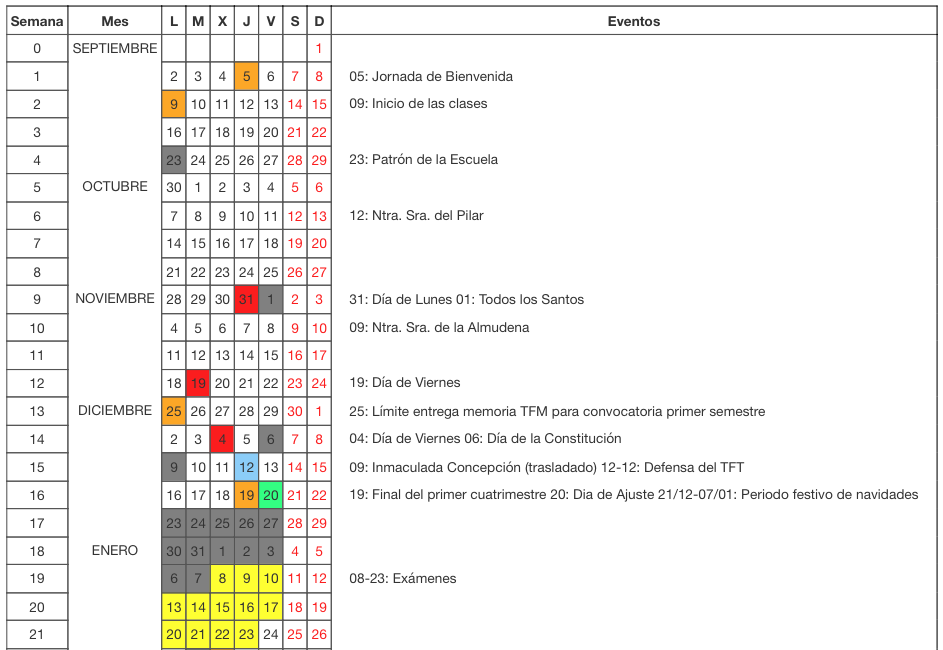 Semana Mes L M X J V S D Eventos
0 SEPTIEMBRE 1
1 2 3 4 5 6 7 8 05: Jornada de Bienvenida
2 9 10 11 12 13 14 15 09: Inicio de las clases
3 16 17 18 19 20 21 22
4 23 24 25 26 27 28 29 23: Patrón de la Escuela
5 OCTUBRE 30 1 2 3 4 5 6
6 7 8 9 10 11 12 13 12: Ntra. Sra. del Pilar
7 14 15 16 17 18 19 20
8 21 22 23 24 25 26 27
9 NOVIEMBRE 28 29 30 31 1 2 3 31: Día de Lunes 01: Todos los Santos
10 4 5 6 7 8 9 10 09: Ntra. Sra. de la Almudena
11 11 12 13 14 15 16 17
12 18 19 20 21 22 23 24 19: Día de Viernes
13 DICIEMBRE 25 26 27 28 29 30 1 25: Límite entrega memoria TFM para convocatoria primer semestre
14 2 3 4 5 6 7 8 04: Día de Viernes 06: Día de la Constitución
15 9 10 11 12 13 14 15 09: Inmaculada Concepción (trasladado) 12-12: Defensa del TFT
16 16 17 18 19 20 21 22 19: Final del primer cuatrimestre 20: Dia de Ajuste 21/12-07/01: Periodo festivo de navidades
17 23 24 25 26 27 28 29
18 ENERO 30 31 1 2 3 4 5
19 6 7 8 9 10 11 12 08-23: Exámenes
20 13 14 15 16 17 18 19
21 20 21 22 23 24 25 26